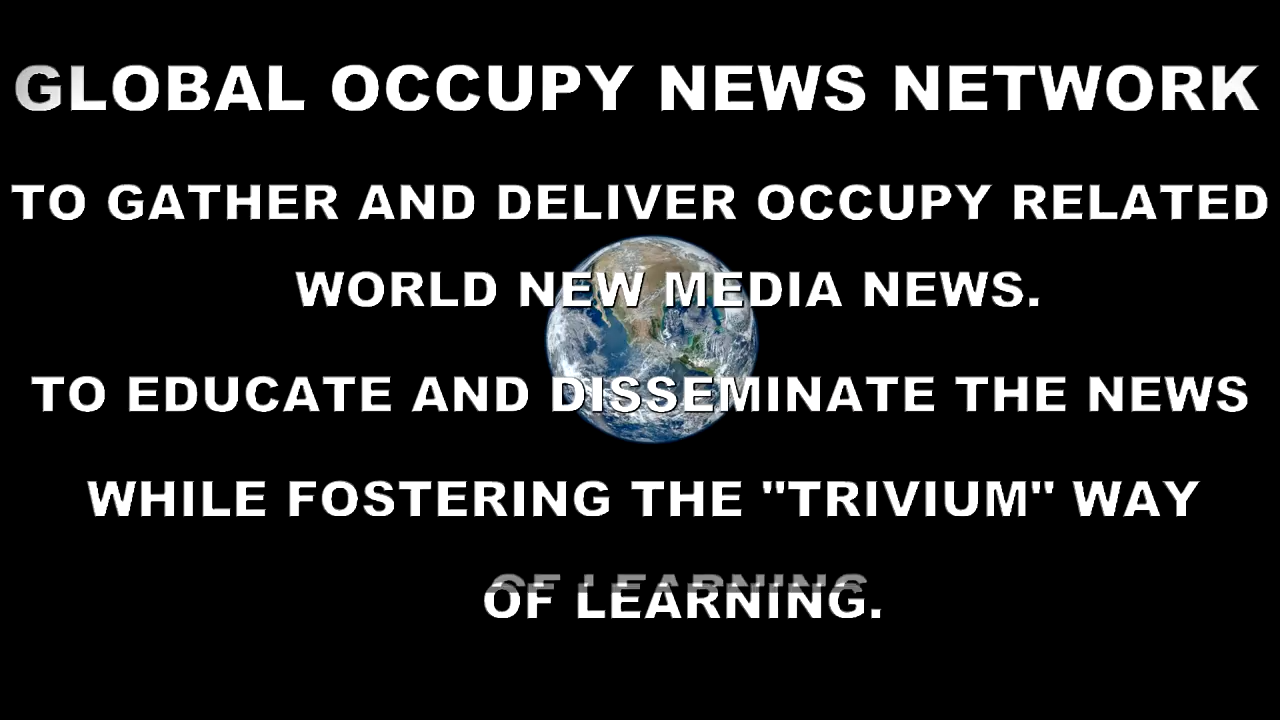 GLOBAL OCCUPY NEWS NETWORK
TO GATHER AND DELIVER OCCUPY RELATED
WORLD NEW MEDIA NEWS.
TO EDUCATE AND DISSEMINATE THE NEWS
WHILE FOSTERING THE "TRIVIUM" WAY
OF LEARNING.